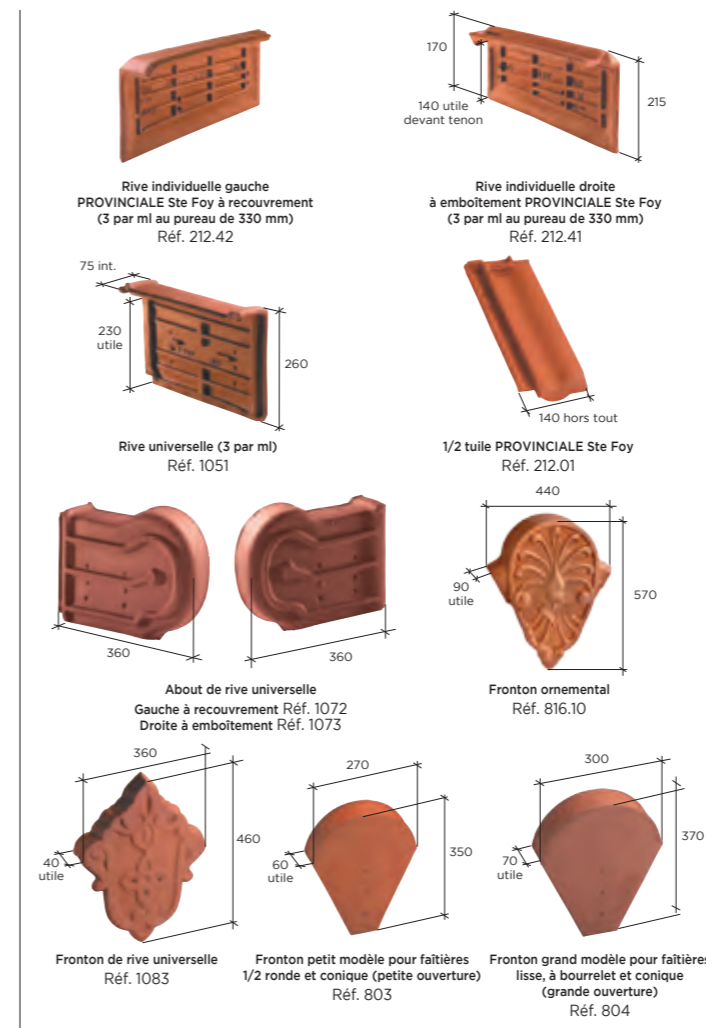 170
140 utile
devant tenon
215
Rive individuelle gauche
PROVINCIALE Ste Foy à recouvrement
(3 par ml au pureau de 330 mm)
Réf. 212.42
Rive individuelle droite
à emboîtement PROVINCIALE Ste Foy
(3 par ml au pureau de 330 mm)
Réf. 212.41
75 int.
230
utile
260
Rive universelle (3 par ml)
Réf. 1051
140 hors tout
1/2 tuile PROVINCIALE Ste Foy
Réf. 212.01
360
360
About de rive universelle
Gauche à recouvrement Réf. 1072
Droite à emboîtement Réf. 1073
440
90
utile
570
Fronton ornemental
Réf. 816.10
360
40
utile
460
Fronton de rive universelle
Réf. 1083
270
60
utile
350
Fronton petit modèle pour faîtières
1/2 ronde et conique (petite ouverture)
Réf. 803
300
70
utile
370
Fronton grand modèle pour faîtières
lisse, à bourrelet et conique
(grande ouverture)
Réf. 804